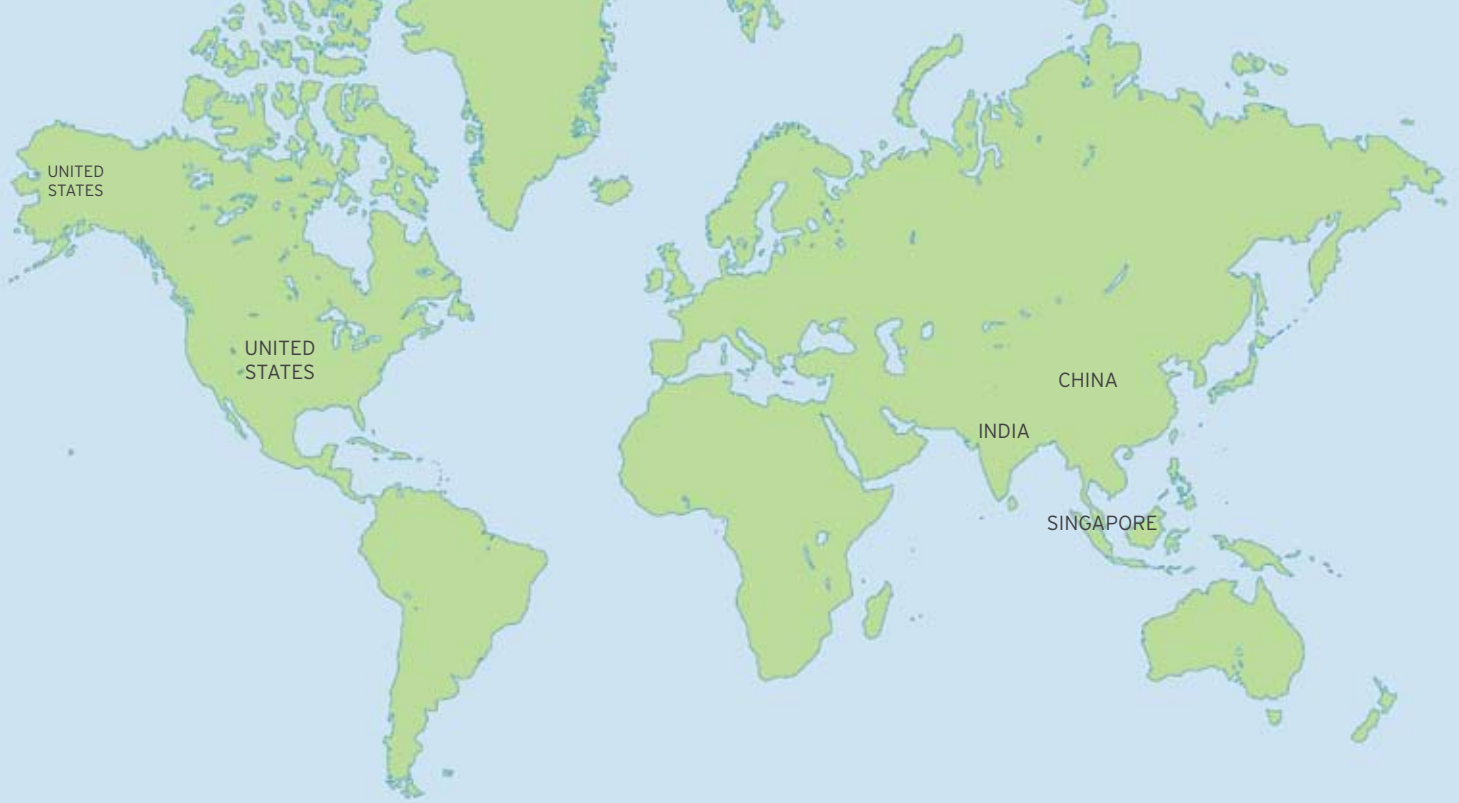 UNITED
STATES
UNITED
STATES
CHINA
INDIA
SINGAPORE